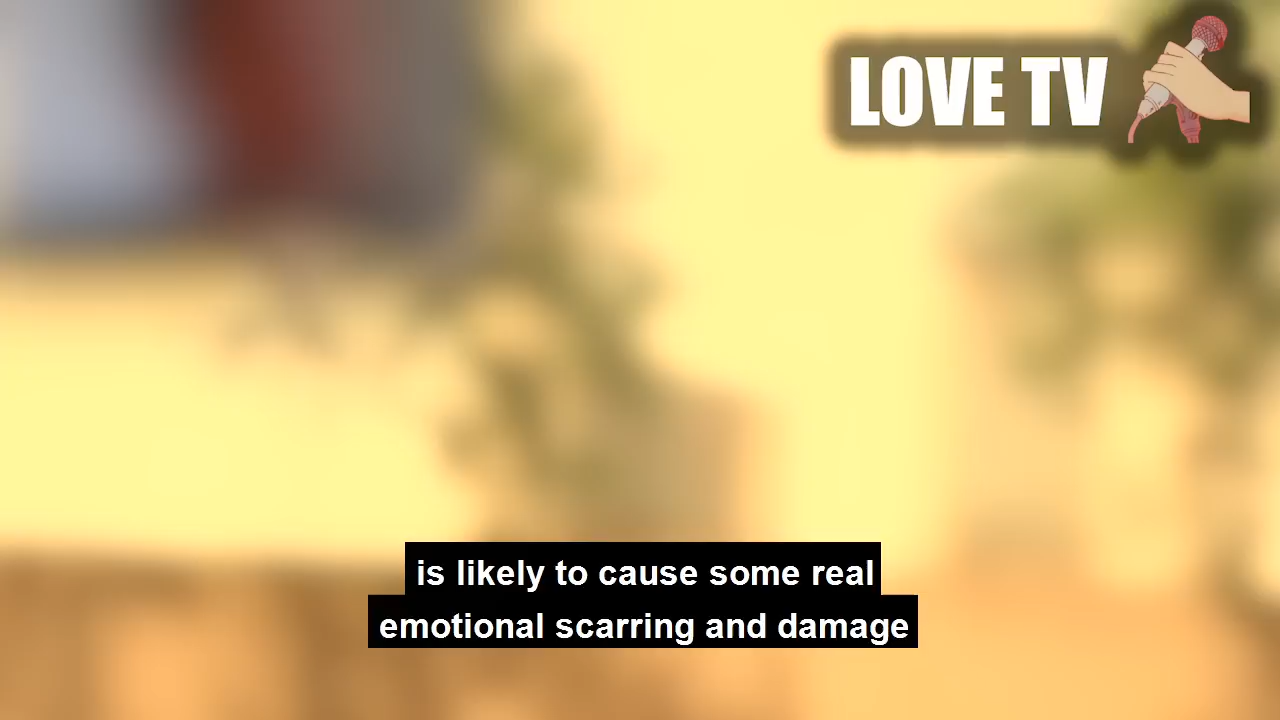 LOVE TV
is likely to cause some real
emotional scarring and damage